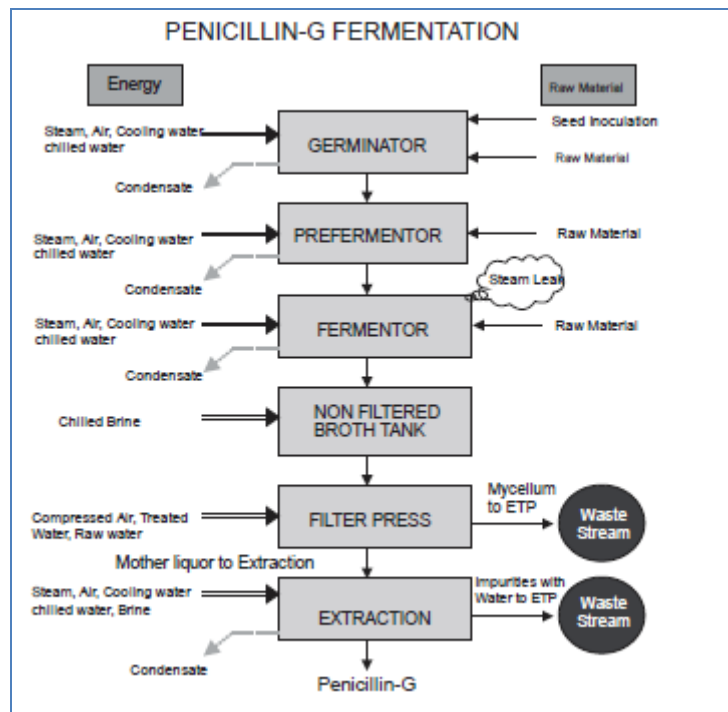 PENICILLIN-G FERMENTATION
Energy
Raw Material
Steam, Air, Cooling water
chilled water
GERMINATOR
Seed Inoculation
Raw Material
Condensate
Steam, Air, Cooling water
chilled water
PREFERMENTOR
Raw Material
Condensate
Steam Leak
Steam, Air, Cooling water
chilled water
FERMENTOR
Raw Material
Condensate
Chilled Brine
NON FILTERED
BROTH TANK
Compressed Air, Treated
Water, Raw water
FILTER PRESS
Mycellum
to ETP
Waste
Stream
Mother liquor to Extraction
Steam, Air, Cooling water
chilled water, Brine
EXTRACTION
Impurities with
Water to ETP
Waste
Stream
Condensate
Penicillin-G